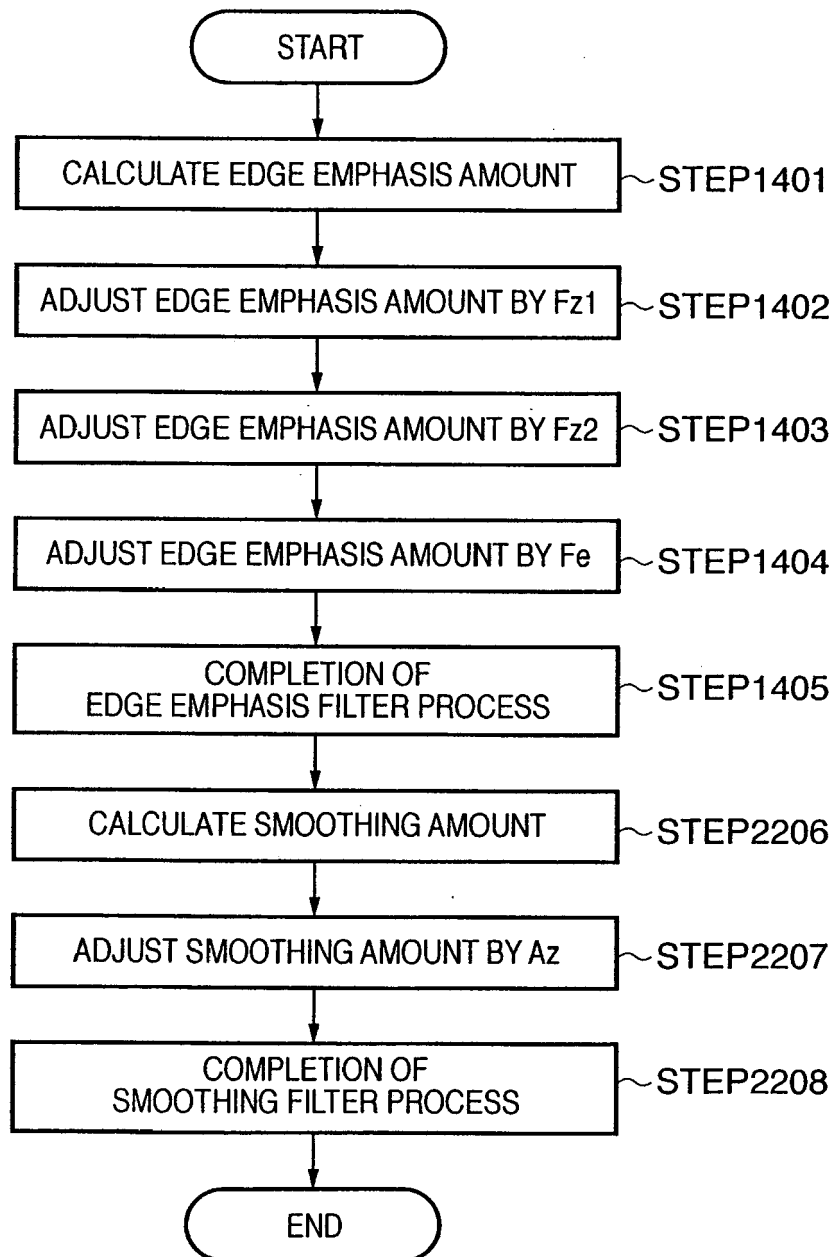 START
CALCULATE EDGE EMPHASIS AMOUNT
STEP1401
ADJUST EDGE EMPHASIS AMOUNT BY Fz1
STEP1402
ADJUST EDGE EMPHASIS AMOUNT BY Fz2
STEP1403
ADJUST EDGE EMPHASIS AMOUNT BY Fe
STEP1404
COMPLETION OF
EDGE EMPHASIS FILTER PROCESS
STEP1405
CALCULATE SMOOTHING AMOUNT
STEP2206
ADJUST SMOOTHING AMOUNT BY Az
STEP2207
COMPLETION OF
SMOOTHING FILTER PROCESS
STEP2208
END